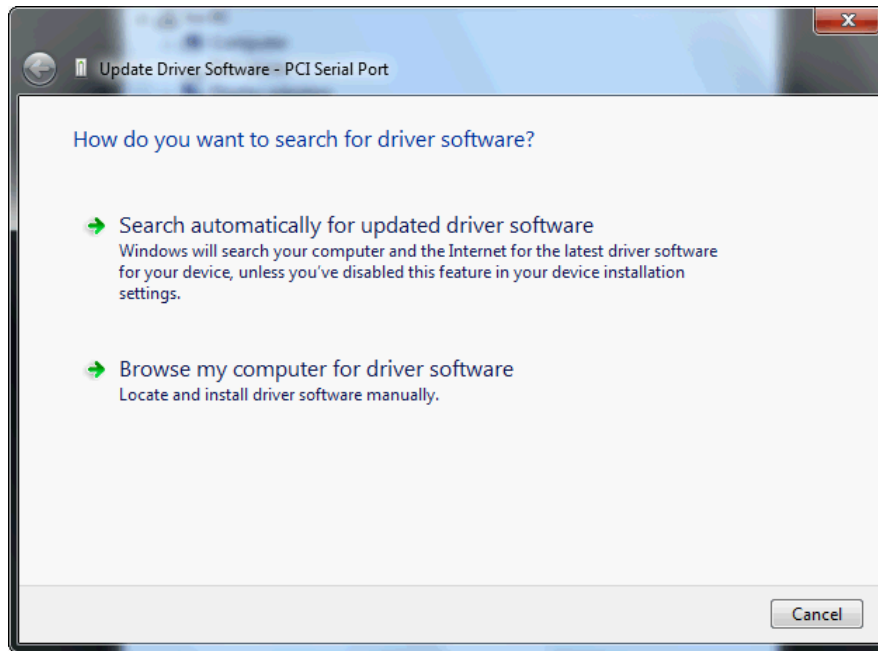 Computer
Update Driver Software - PCI Serial Port
How do you want to search for driver software?
Search automatically for updated driver software
Windows will search your computer and the Internet for the latest driver software
for your device, unless you've disabled this feature in your device installation
settings.
Browse my computer for driver software
Locate and install driver software manually.
Cancel